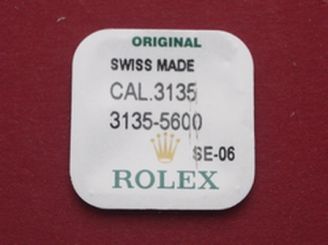 ORIGINAL
SWISS MADE
CAL.3135
3135-5600
SE-06
ROLEX